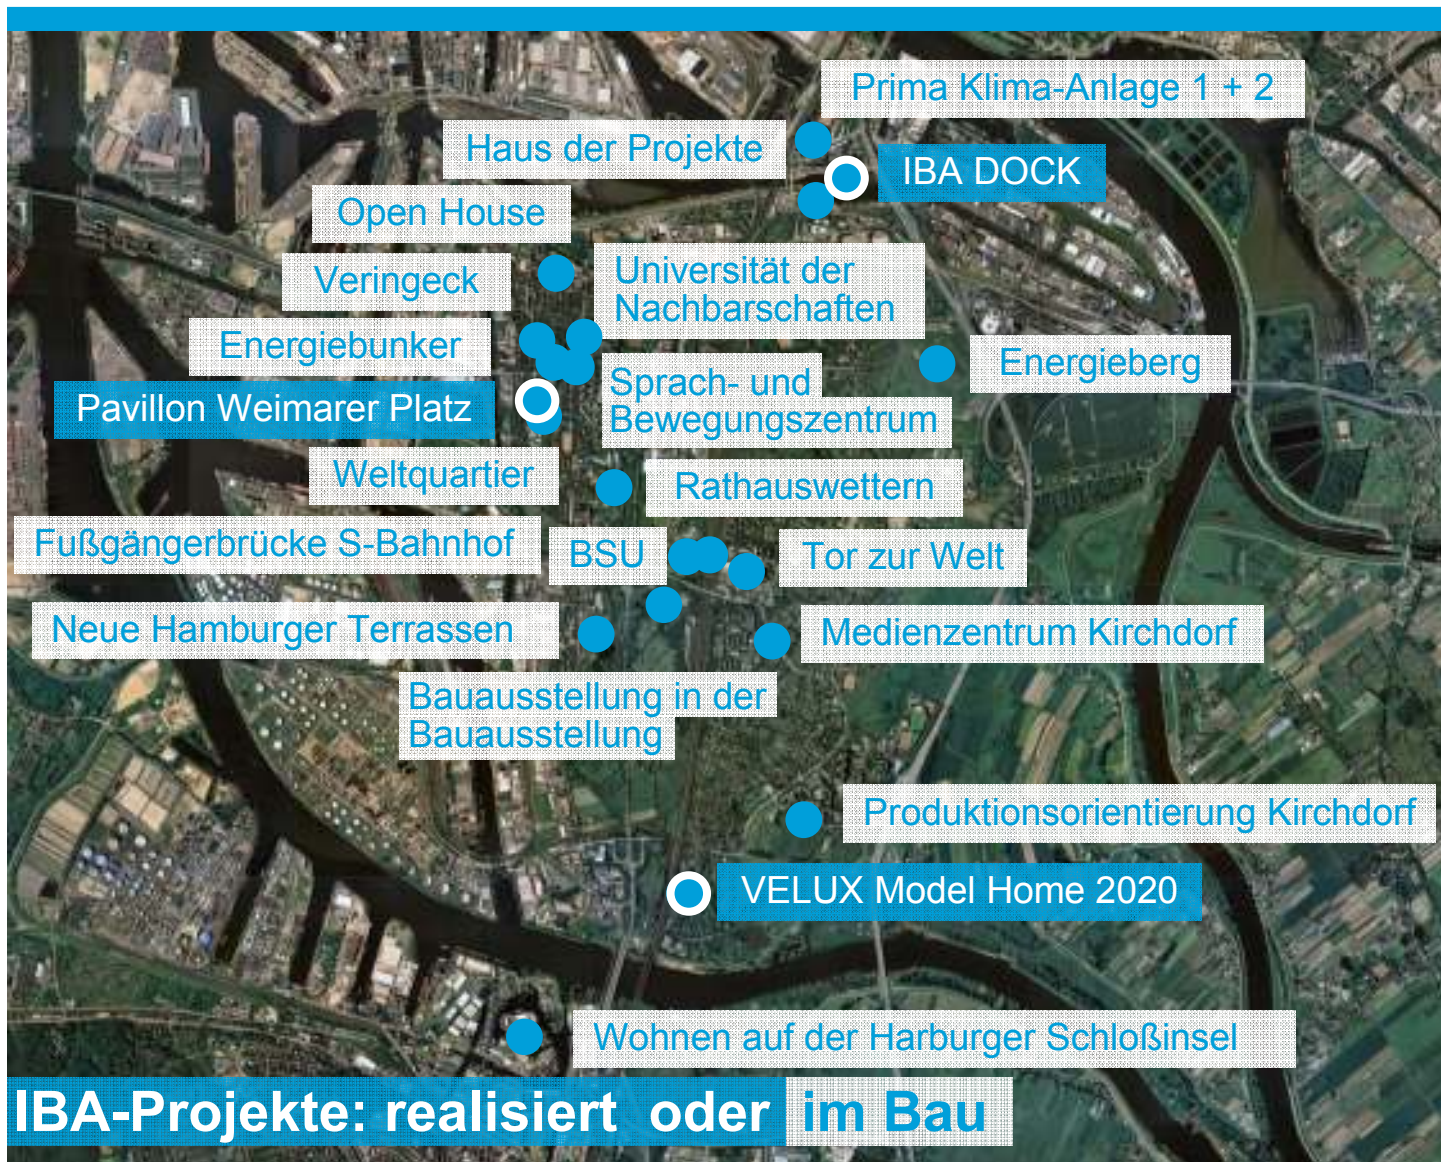 Prima Klima-Anlage 1 + 2
Haus der Projekte
IBA DOCK
Open House
Veringeck
Universität der
Nachbarschaften
Energiebunker
Energieberg
Pavillon Weimarer Platz
Sprach- und
Bewegungszentrum
Weltquartier
Rathauswettern
Fußgängerbrücke S-Bahnhof
BSU
Tor zur Welt
Neue Hamburger Terrassen
Medienzentrum Kirchdorf
Bauausstellung in der
Bauausstellung
Produktionsorientierung Kirchdorf
VELUX Model Home 2020
Wohnen auf der Harburger Schloßinsel
IBA-Projekte: realisiert oder im Bau